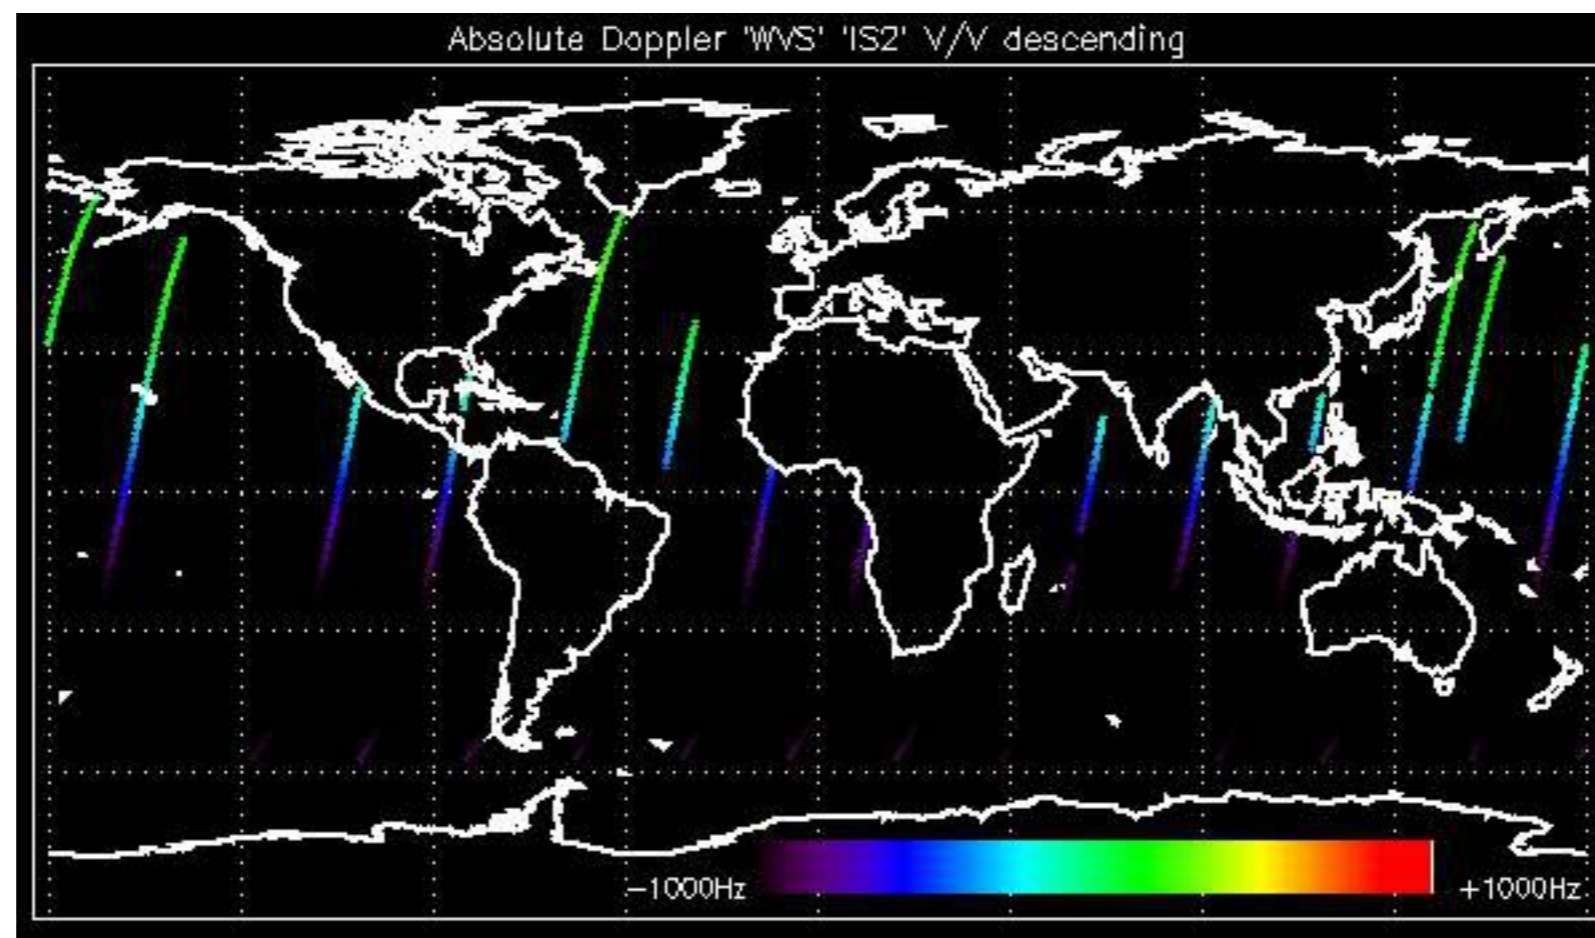 Absolute Doppler 'WVS' 'IS2' V/V descending
−1000Hz
+1000Hz